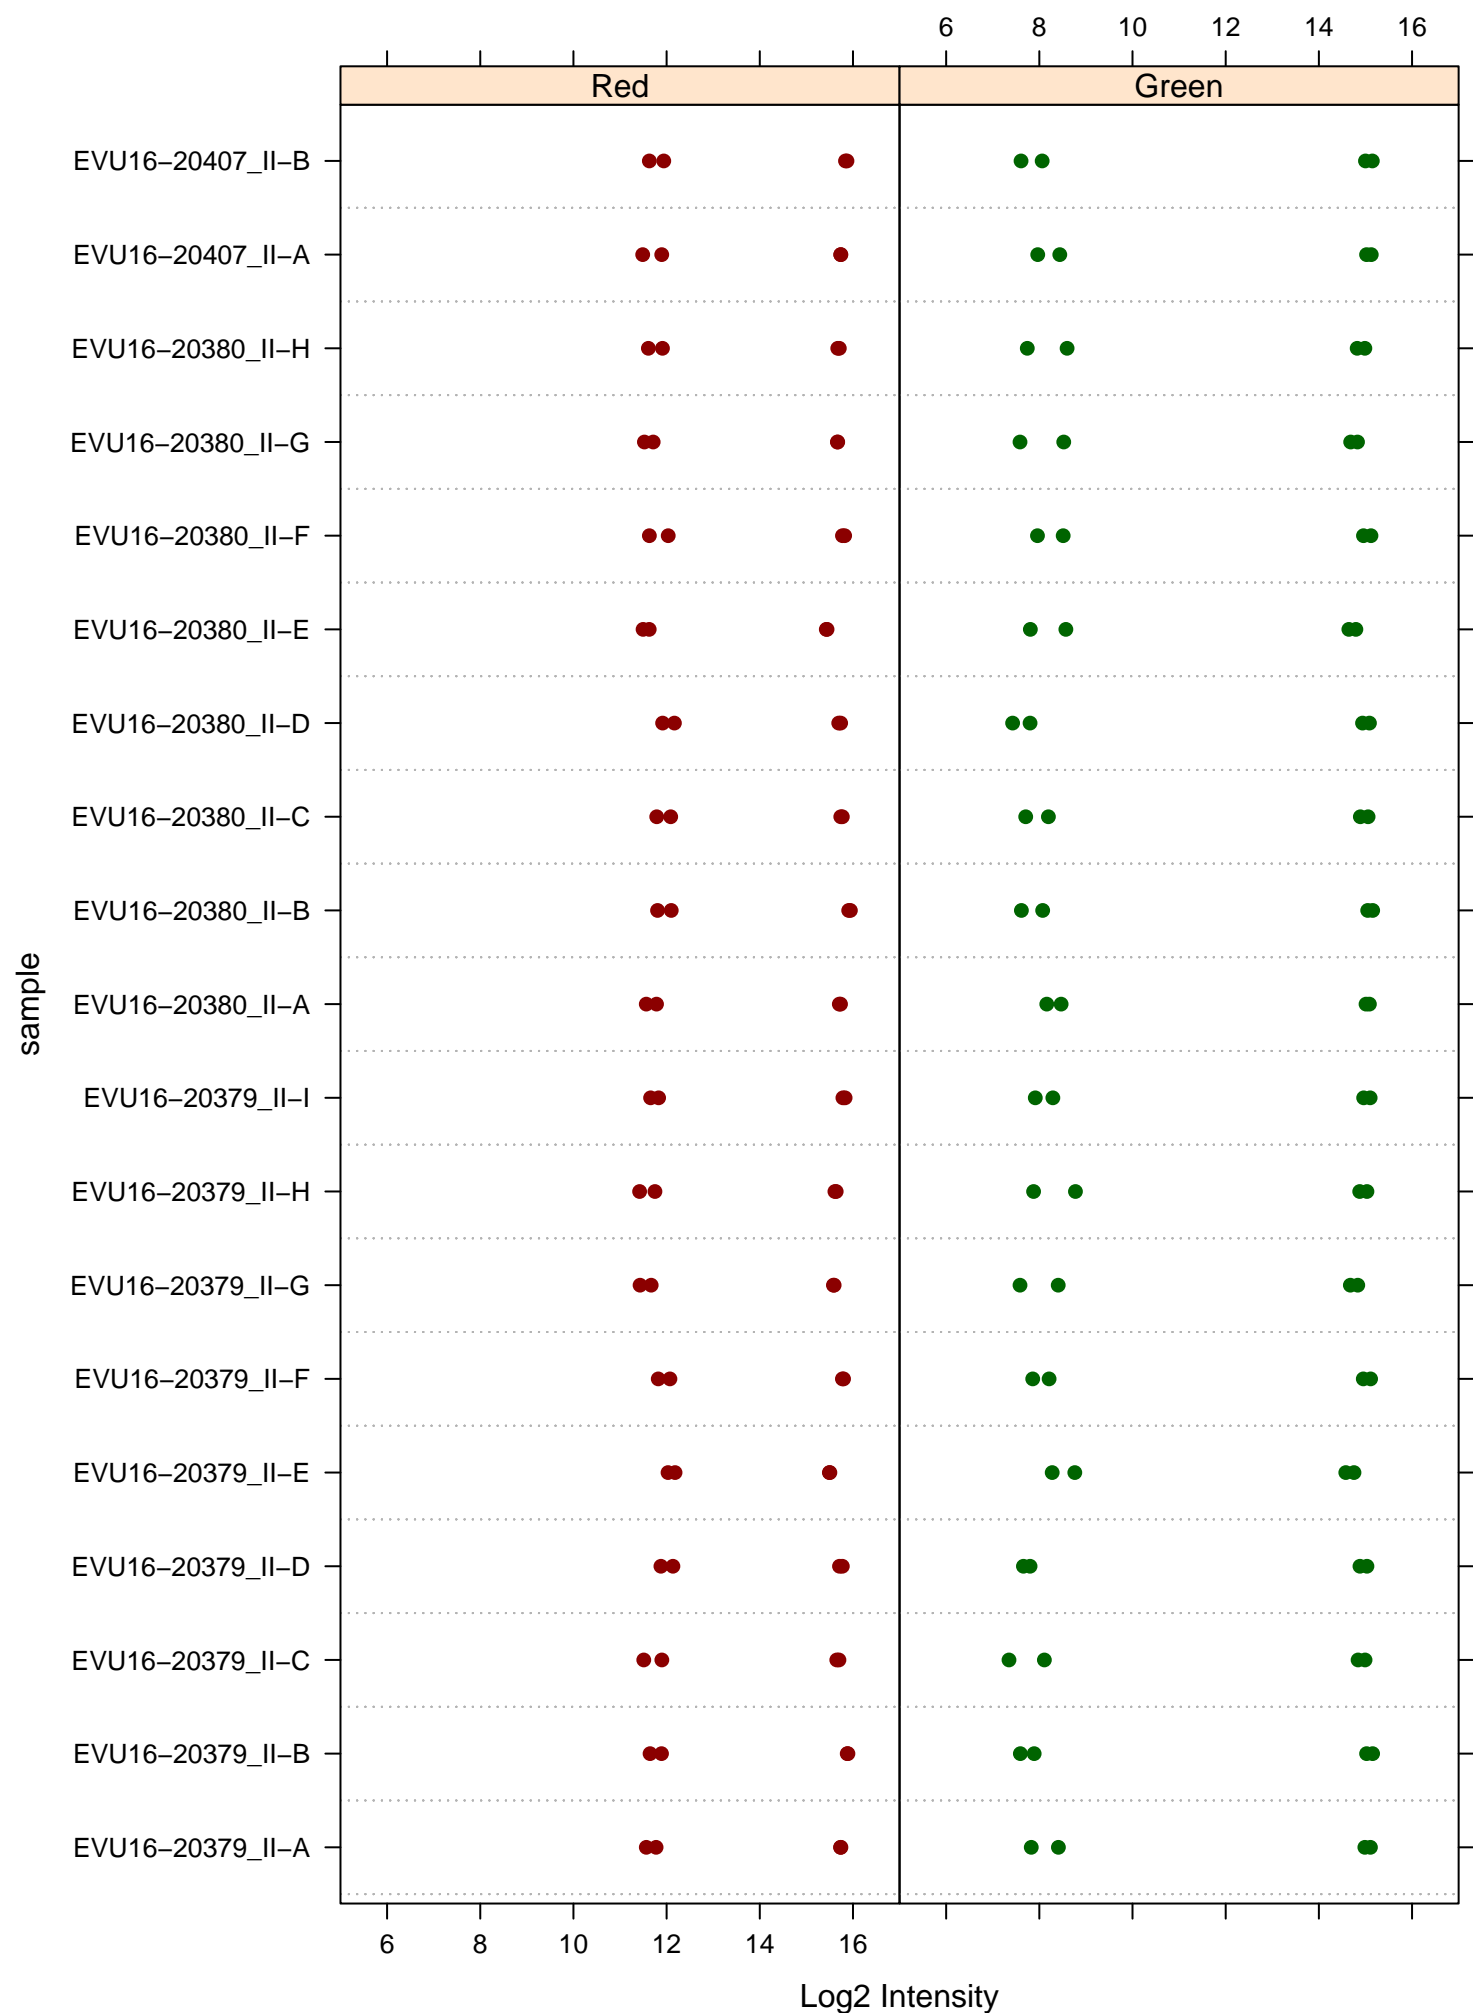 6 8 10 12 14 16
Red Green
EVU16−20407_II−B
EVU16−20407_II−A
EVU16−20380_II−H
EVU16−20380_II−G
EVU16−20380_II−F
EVU16−20380_II−E
EVU16−20380_II−D
EVU16−20380_II−C
EVU16−20380_II−B
EVU16−20380_II−A
EVU16−20379_II−I
EVU16−20379_II−H
EVU16−20379_II−G
EVU16−20379_II−F
EVU16−20379_II−E
EVU16−20379_II−D
EVU16−20379_II−C
EVU16−20379_II−B
EVU16−20379_II−A
sample
6 8 10 12 14 16
Log2 Intensity